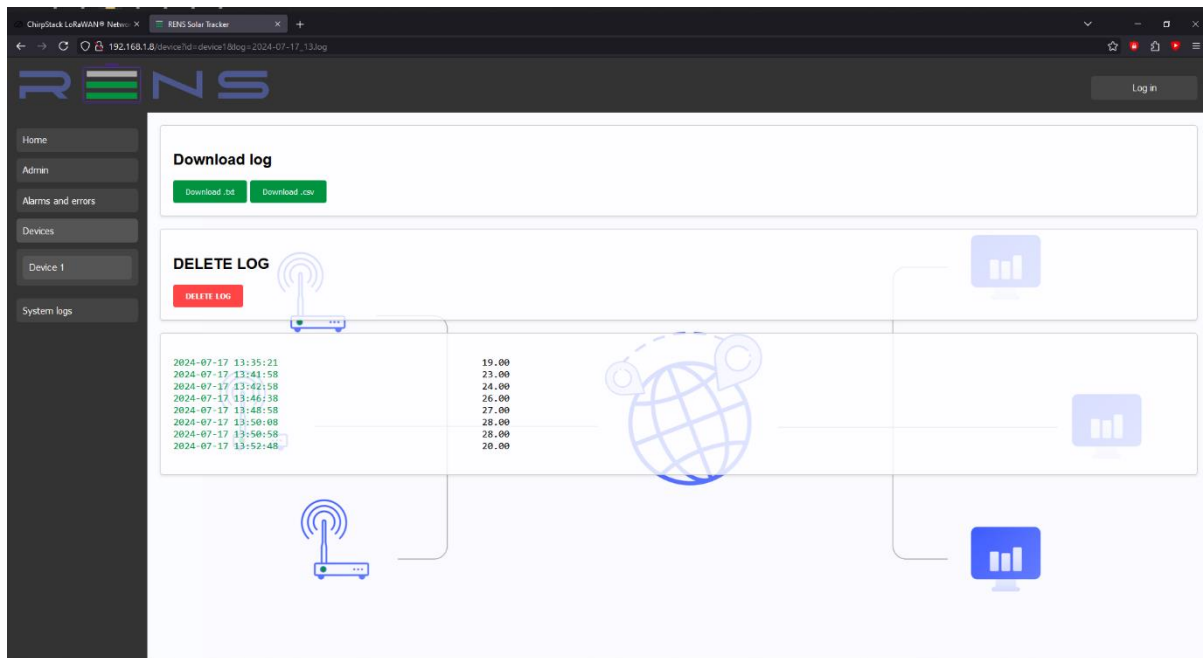 ChirpStack LoRaWAN® Netwo
RENS Solar Tracker
192.168.1.8/device?id=device1&log=2024-07-17_13.log
RENS
Log in
Home
Admin
Alarms and errors
Devices
Device 1
System logs
Download log
Download .txt
Download .csv
DELETE LOG
DELETE LOG
2024-07-17 13:35:21 19.00
2024-07-17 13:41:58 23.00
2024-07-17 13:42:58 24.00
2024-07-17 13:46:38 26.00
2024-07-17 13:48:58 27.00
2024-07-17 13:50:08 28.00
2024-07-17 13:50:58 28.00
2024-07-17 13:52:48 20.00